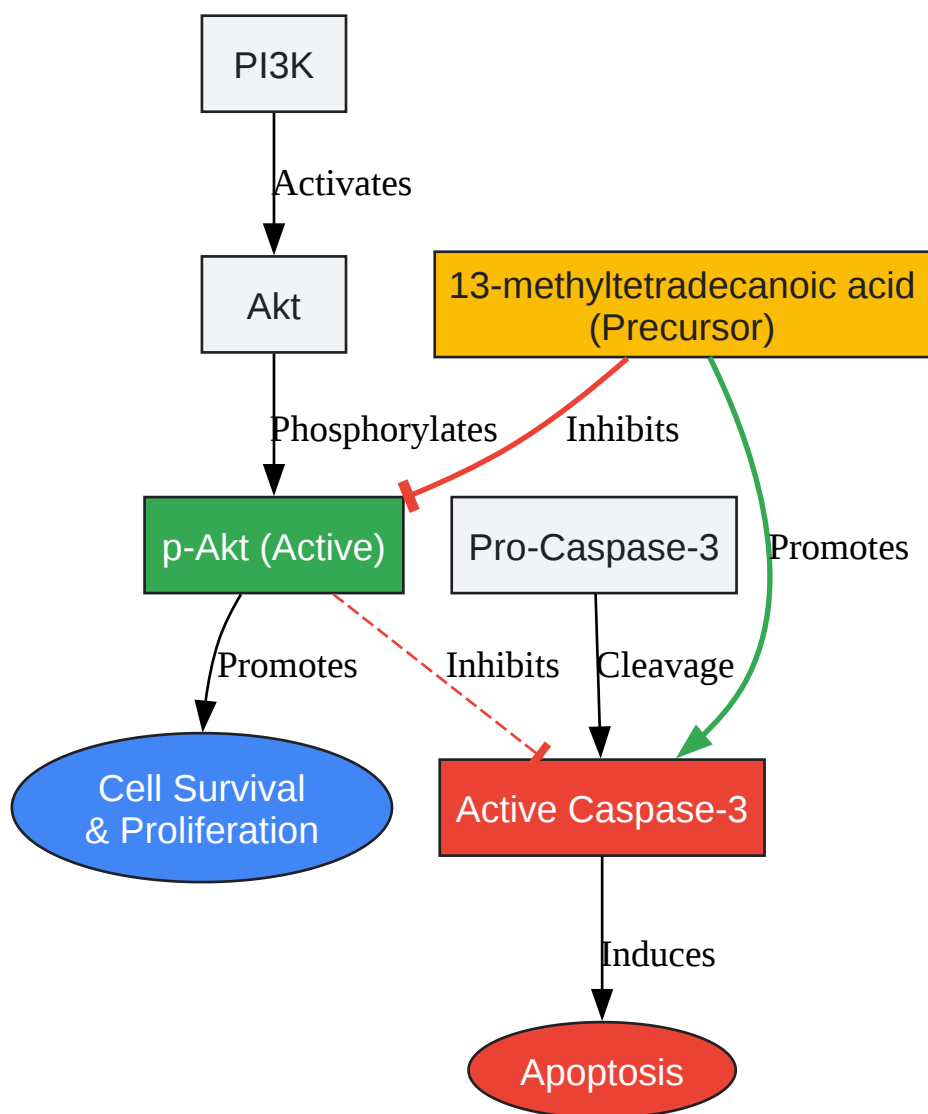 PI3K
Activates
Akt
13-methyltetradecanoic acid
(Precursor)
Phosphorylates
Inhibits
p-Akt (Active)
Pro-Caspase-3
Promotes
Promotes
Inhibits
Cleavage
Cell Survival
& Proliferation
Active Caspase-3
Induces
Apoptosis